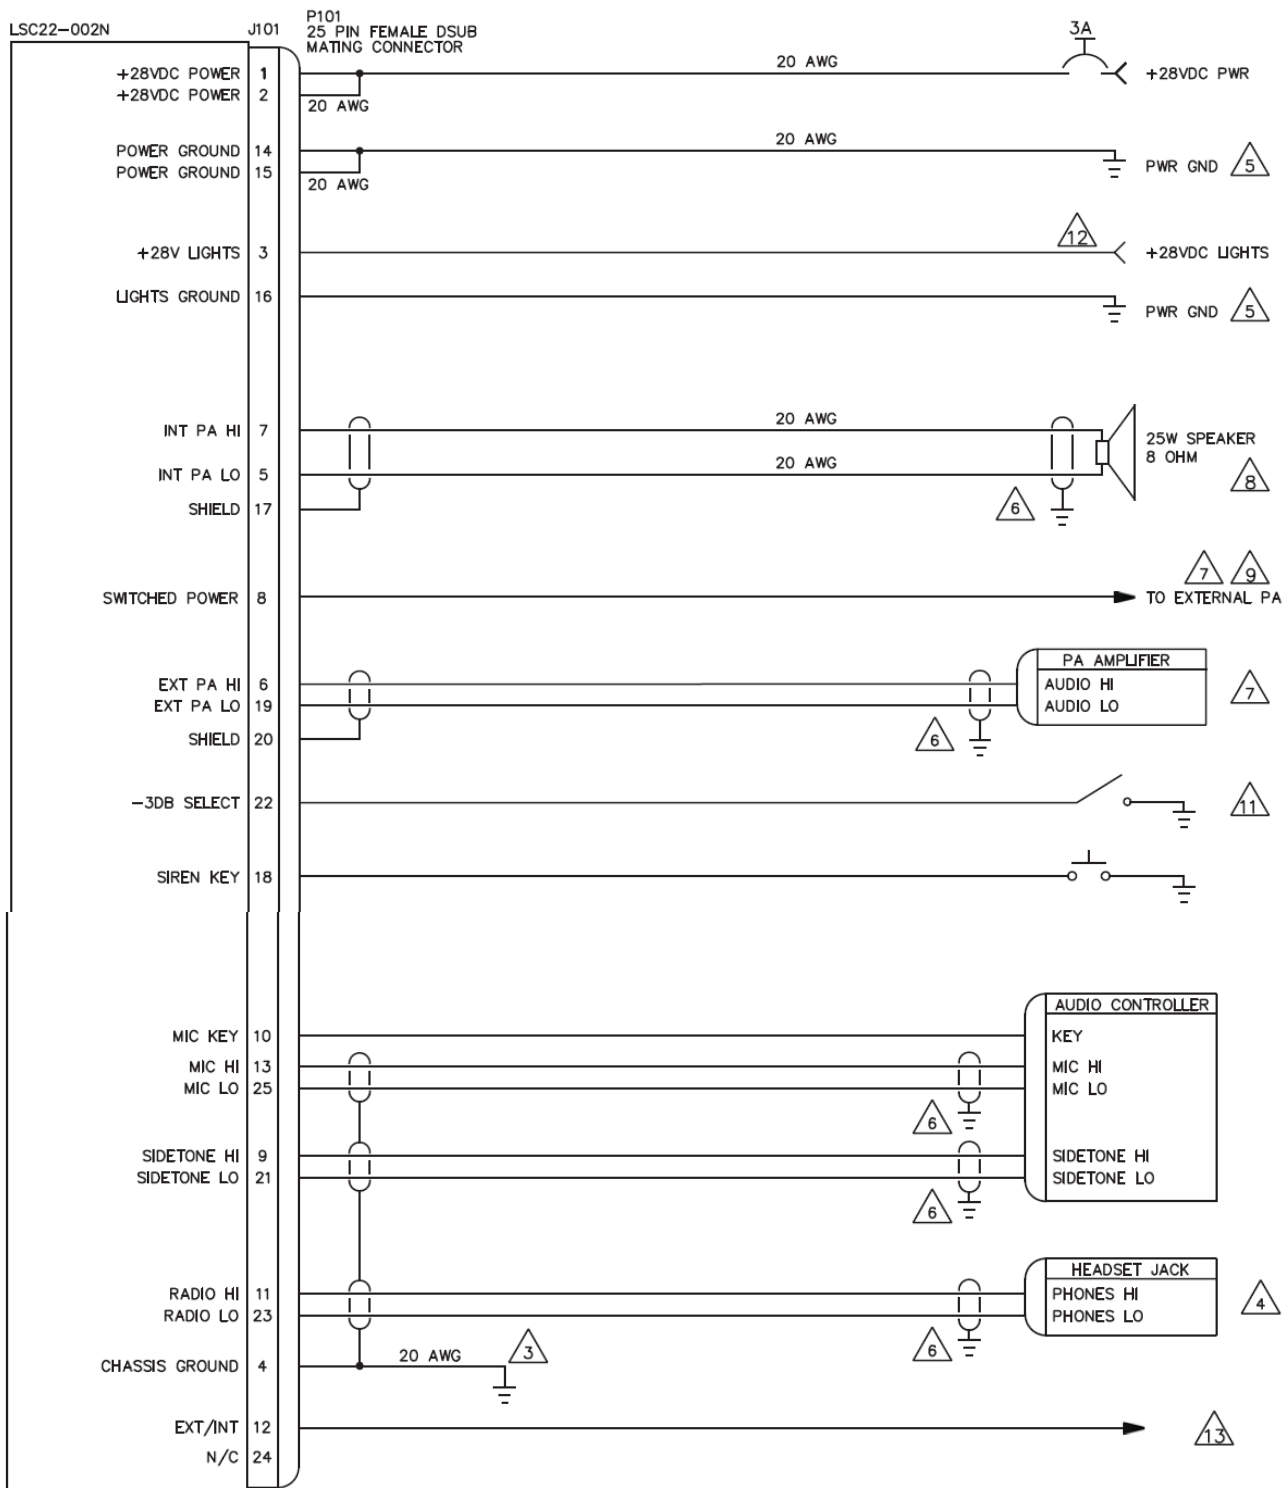 LSC22-002N
J101
P101
25 PIN FEMALE DSUB
MATING CONNECTOR
3A
+28VDC POWER 1
20 AWG
+28VDC PWR
+28VDC POWER 2
20 AWG
POWER GROUND 14
20 AWG
POWER GROUND 15
20 AWG
PWR GND 5
12
+28V LIGHTS 3
+28VDC LIGHTS
LIGHTS GROUND 16
PWR GND 5
INT PA HI 7
20 AWG
25W SPEAKER
8 OHM
INT PA LO 5
20 AWG
8
SHIELD 17
6
7 9
SWITCHED POWER 8
TO EXTERNAL PA
PA AMPLIFIER
EXT PA HI 6
AUDIO HI
7
EXT PA LO 19
AUDIO LO
SHIELD 20
6
-3DB SELECT 22
11
SIREN KEY 18
AUDIO CONTROLLER
MIC KEY 10
KEY
MIC HI 13
MIC HI
MIC LO 25
MIC LO
6
SIDETONE HI 9
SIDETONE HI
SIDETONE LO 21
SIDETONE LO
6
HEADSET JACK
RADIO HI 11
PHONES HI
4
RADIO LO 23
PHONES LO
6
3
CHASSIS GROUND 4
20 AWG
EXT/INT 12
13
N/C 24